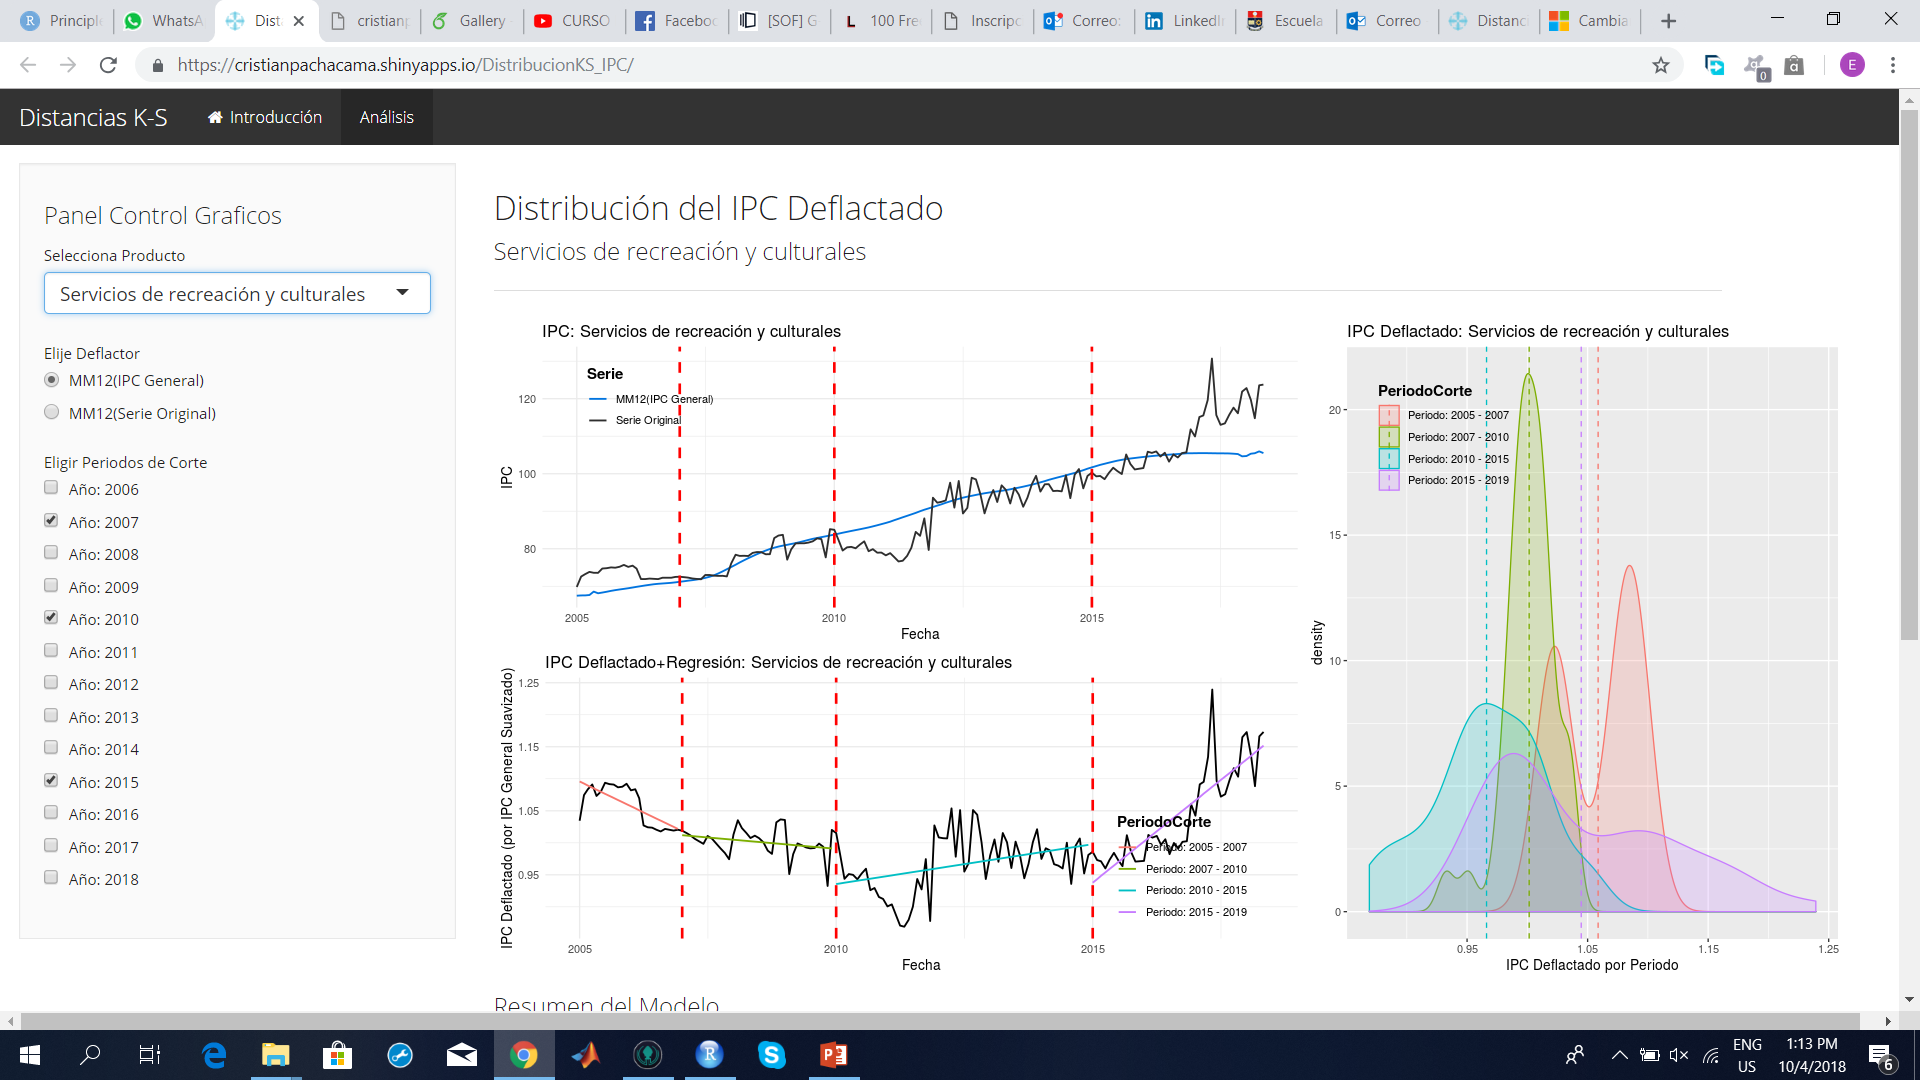 Principl
WhatsA
Dist
cristianp
Gallery
CURSO
Faceboo
[SOF] G
100 Fre
Inscripc
Correo:
LinkedIn
Escuela
Correo
Distanc
Cambia
https://cristianpachacama.shinyapps.io/DistribucionKS_IPC/
0
E
Distancias K-S
Introducción
Análisis
Panel Control Graficos
Selecciona Producto
Servicios de recreación y culturales
Elije Deflactor
MM12(IPC General)
MM12(Serie Original)
Eligir Periodos de Corte
Año: 2006
Año: 2007
Año: 2008
Año: 2009
Año: 2010
Año: 2011
Año: 2012
Año: 2013
Año: 2014
Año: 2015
Año: 2016
Año: 2017
Año: 2018
Distribución del IPC Deflactado
Servicios de recreación y culturales
IPC: Servicios de recreación y culturales
Serie
MM12(IPC General)
Serie Original
IPC
120
100
80
2005
2010
2015
Fecha
IPC Deflactado+Regresión: Servicios de recreación y culturales
IPC Deflactado (por IPC General Suavizado)
1.25
1.15
1.05
0.95
PeriodoCorte
Periodo: 2005 - 2007
Periodo: 2007 - 2010
Periodo: 2010 - 2015
Periodo: 2015 - 2019
2005
2010
2015
Fecha
IPC Deflactado: Servicios de recreación y culturales
PeriodoCorte
Periodo: 2005 - 2007
Periodo: 2007 - 2010
Periodo: 2010 - 2015
Periodo: 2015 - 2019
density
20
15
10
5
0
0.95
1.05
1.15
1.25
IPC Deflactado por Periodo
Resumen del Modelo
ENG
US
1:13 PM
10/4/2018
6